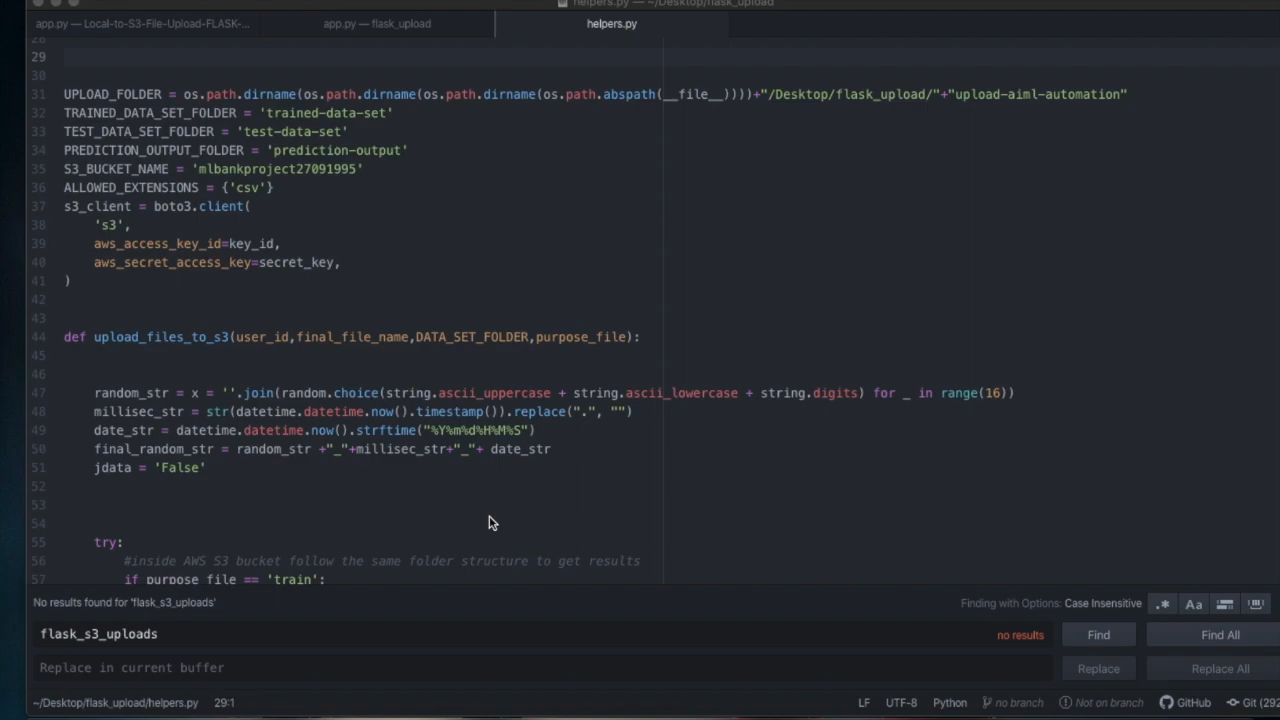 helpers.py — ~/Desktop/flask_upload
app.py — Local-to-S3-File-Upload-FLASK-...
app.py — flask_upload
helpers.py
28
29
30
31 UPLOAD_FOLDER = os.path.dirname(os.path.dirname(os.path.dirname(os.path.abspath(__file__))))+"/Desktop/flask_upload/"+"upload-aiml-automation"
32 TRAINED_DATA_SET_FOLDER = 'trained-data-set'
33 TEST_DATA_SET_FOLDER = 'test-data-set'
34 PREDICTION_OUTPUT_FOLDER = 'prediction-output'
35 S3_BUCKET_NAME = 'mlbankproject27091995'
36 ALLOWED_EXTENSIONS = {'csv'}
37 s3_client = boto3.client(
38 's3',
39 aws_access_key_id=key_id,
40 aws_secret_access_key=secret_key,
41 )
42
43
44 def upload_files_to_s3(user_id,final_file_name,DATA_SET_FOLDER,purpose_file):
45
46
47 random_str = x = ''.join(random.choice(string.ascii_uppercase + string.ascii_lowercase + string.digits) for _ in range(16))
48 millisec_str = str(datetime.datetime.now().timestamp()).replace(".", "")
49 date_str = datetime.datetime.now().strftime("%Y%m%d%H%M%S")
50 final_random_str = random_str +"_"+millisec_str+"_"+ date_str
51 jdata = 'False'
52
53
54
55 try:
56 #inside AWS S3 bucket follow the same folder structure to get results
57 if purpose_file == 'train':
No results found for 'flask_s3_uploads'
Finding with Options: Case Insensitive
.* Aa
flask_s3_uploads
no results
Find
Find All
Replace in current buffer
Replace
Replace All
~/Desktop/flask_upload/helpers.py 29:1
LF UTF-8 Python no branch Not on branch GitHub Git (292